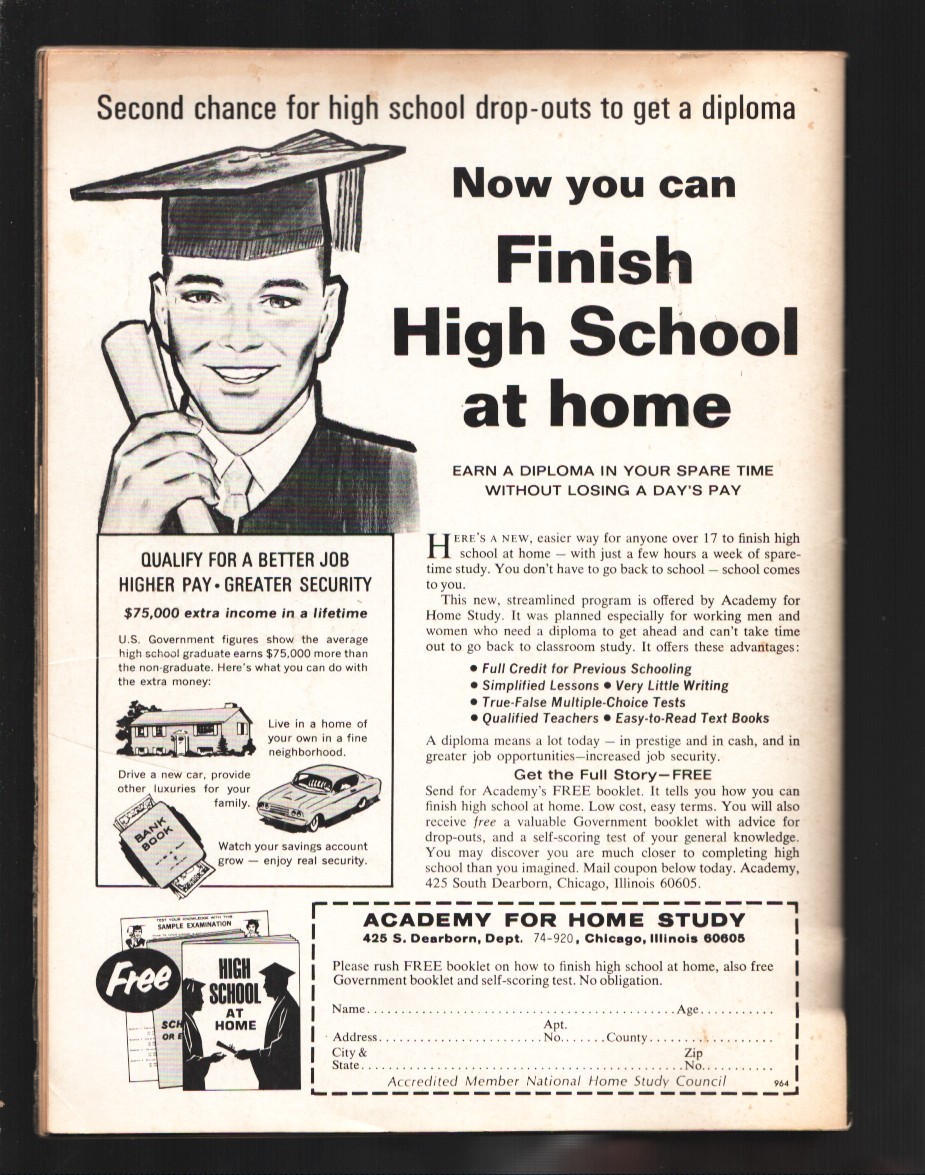 Second chance for high school drop-outs to get a diploma
Now you can
Finish
High School
at home
EARN A DIPLOMA IN YOUR SPARE TIME
WITHOUT LOSING A DAY'S PAY
QUALIFY FOR A BETTER JOB
HIGHER PAY • GREATER SECURITY
$75,000 extra income in a lifetime
U.S. Government figures show the average
high school graduate earns $75,000 more than
the non-graduate. Here's what you can do with
the extra money:
Live in a home of
your own in a fine
neighborhood.
Drive a new car, provide
other luxuries for your
family.
BANK
BOOK
Watch your savings account
grow — enjoy real security.
HERE'S A NEW, easier way for anyone over 17 to finish high
school at home — with just a few hours a week of spare-
time study. You don't have to go back to school — school comes
to you.
This new, streamlined program is offered by Academy for
Home Study. It was planned especially for working men and
women who need a diploma to get ahead and can't take time
out to go back to classroom study. It offers these advantages:
• Full Credit for Previous Schooling
• Simplified Lessons • Very Little Writing
• True-False Multiple-Choice Tests
• Qualified Teachers • Easy-to-Read Text Books
A diploma means a lot today — in prestige and in cash, and in
greater job opportunities—increased job security.
Get the Full Story—FREE
Send for Academy's FREE booklet. It tells you how you can
finish high school at home. Low cost, easy terms. You will also
receive free a valuable Government booklet with advice for
drop-outs, and a self-scoring test of your general knowledge.
You may discover you are much closer to completing high
school than you imagined. Mail coupon below today. Academy,
425 South Dearborn, Chicago, Illinois 60605.
TEST YOUR KNOWLEDGE WITH THIS
SAMPLE EXAMINATION
Free
SCH
OR E
HIGH
SCHOOL
AT
HOME
ACADEMY FOR HOME STUDY
425 S. Dearborn, Dept. 74-920, Chicago, Illinois 60605
Please rush FREE booklet on how to finish high school at home, also free
Government booklet and self-scoring test. No obligation.
Name.......................................................Age...........
Apt.
Address............................No.......County......................
City & Zip
State.......................................................No..........
Accredited Member National Home Study Council 964